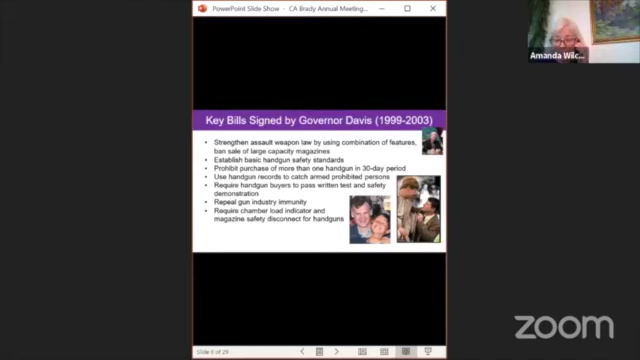 PowerPoint Slide Show - CA Brady Annual Meeting...
Amanda Wilc...
Key Bills Signed by Governor Davis (1999-2003)
• Strengthen assault weapon law by using combination of features,
ban sale of large capacity magazines
• Establish basic handgun safety standards
• Prohibit purchase of more than one handgun in 30-day period
• Use handgun records to catch armed prohibited persons
• Require handgun buyers to pass written test and safety
demonstration
• Repeal gun industry immunity
• Require chamber load indicator and
magazine safety disconnect for handguns
zoom